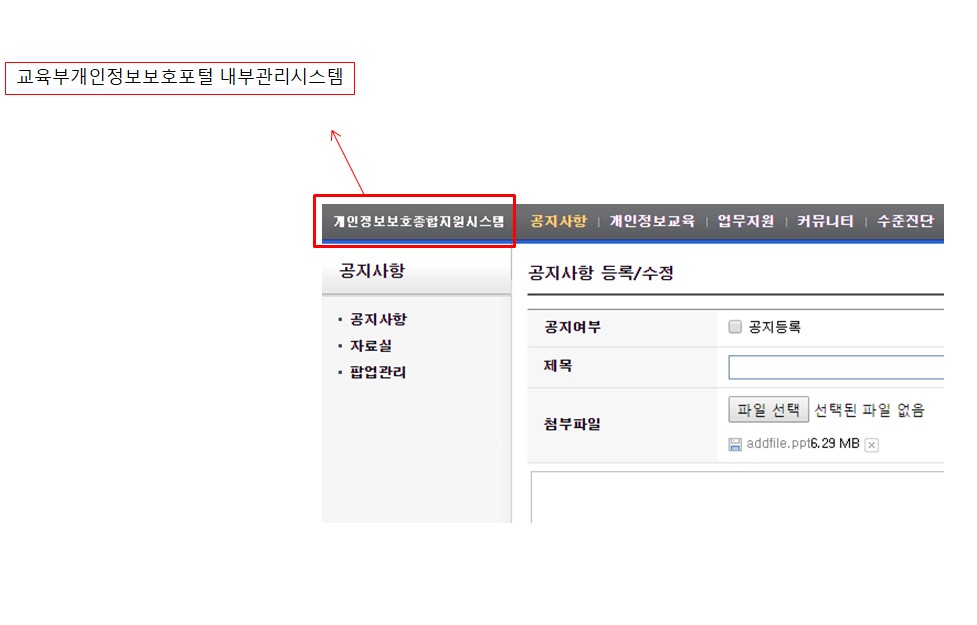 교육부개인정보보호포털 내부관리시스템
개인정보보호종합지원시스템 공지사항 | 개인정보교육 | 업무지원 | 커뮤니티 | 수준진단
공지사항
· 공지사항
· 자료실
· 팝업관리
공지사항 등록/수정
공지여부 공지등록
제목
첨부파일 파일 선택 선택된 파일 없음
addfile.ppt6.29 MB